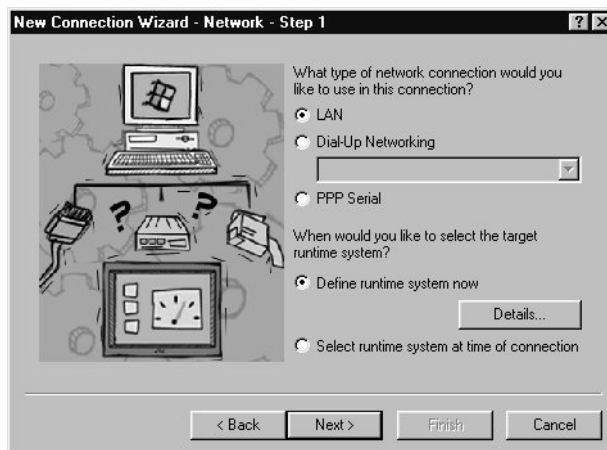 New Connection Wizard - Network - Step 1
What type of network connection would you
like to use in this connection?
LAN
Dial-Up Networking
PPP Serial
When would you like to select the target
runtime system?
Define runtime system now
Details...
Select runtime system at time of connection
< Back
Next >
Finish
Cancel